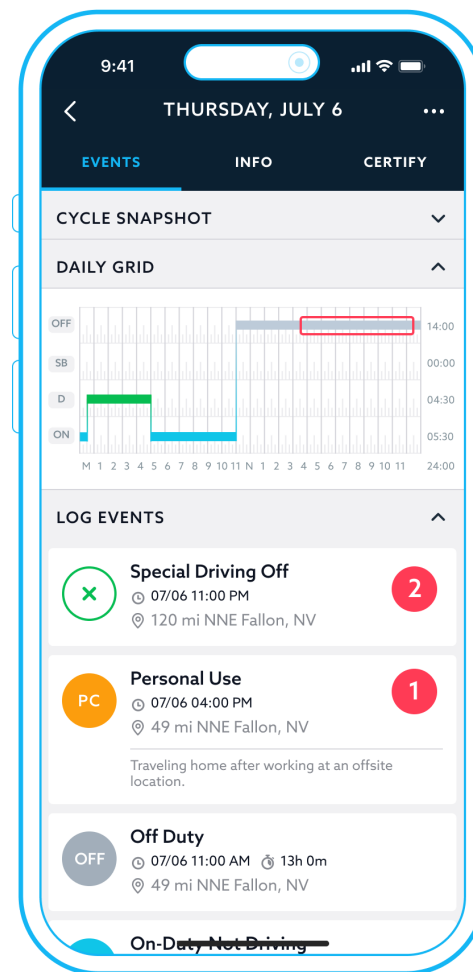 9:41
THURSDAY, JULY 6
EVENTS INFO CERTIFY
CYCLE SNAPSHOT
DAILY GRID
OFF 14:00
SB 00:00
D 04:30
ON 05:30
M 1 2 3 4 5 6 7 8 9 10 11 N 1 2 3 4 5 6 7 8 9 10 11 24:00
LOG EVENTS
Special Driving Off
07/06 11:00 PM
120 mi NNE Fallon, NV
2
PC
Personal Use
07/06 04:00 PM
49 mi NNE Fallon, NV
1
Traveling home after working at an offsite
location.
OFF
Off Duty
07/06 11:00 AM 13h 0m
49 mi NNE Fallon, NV
On-Duty Not Driving